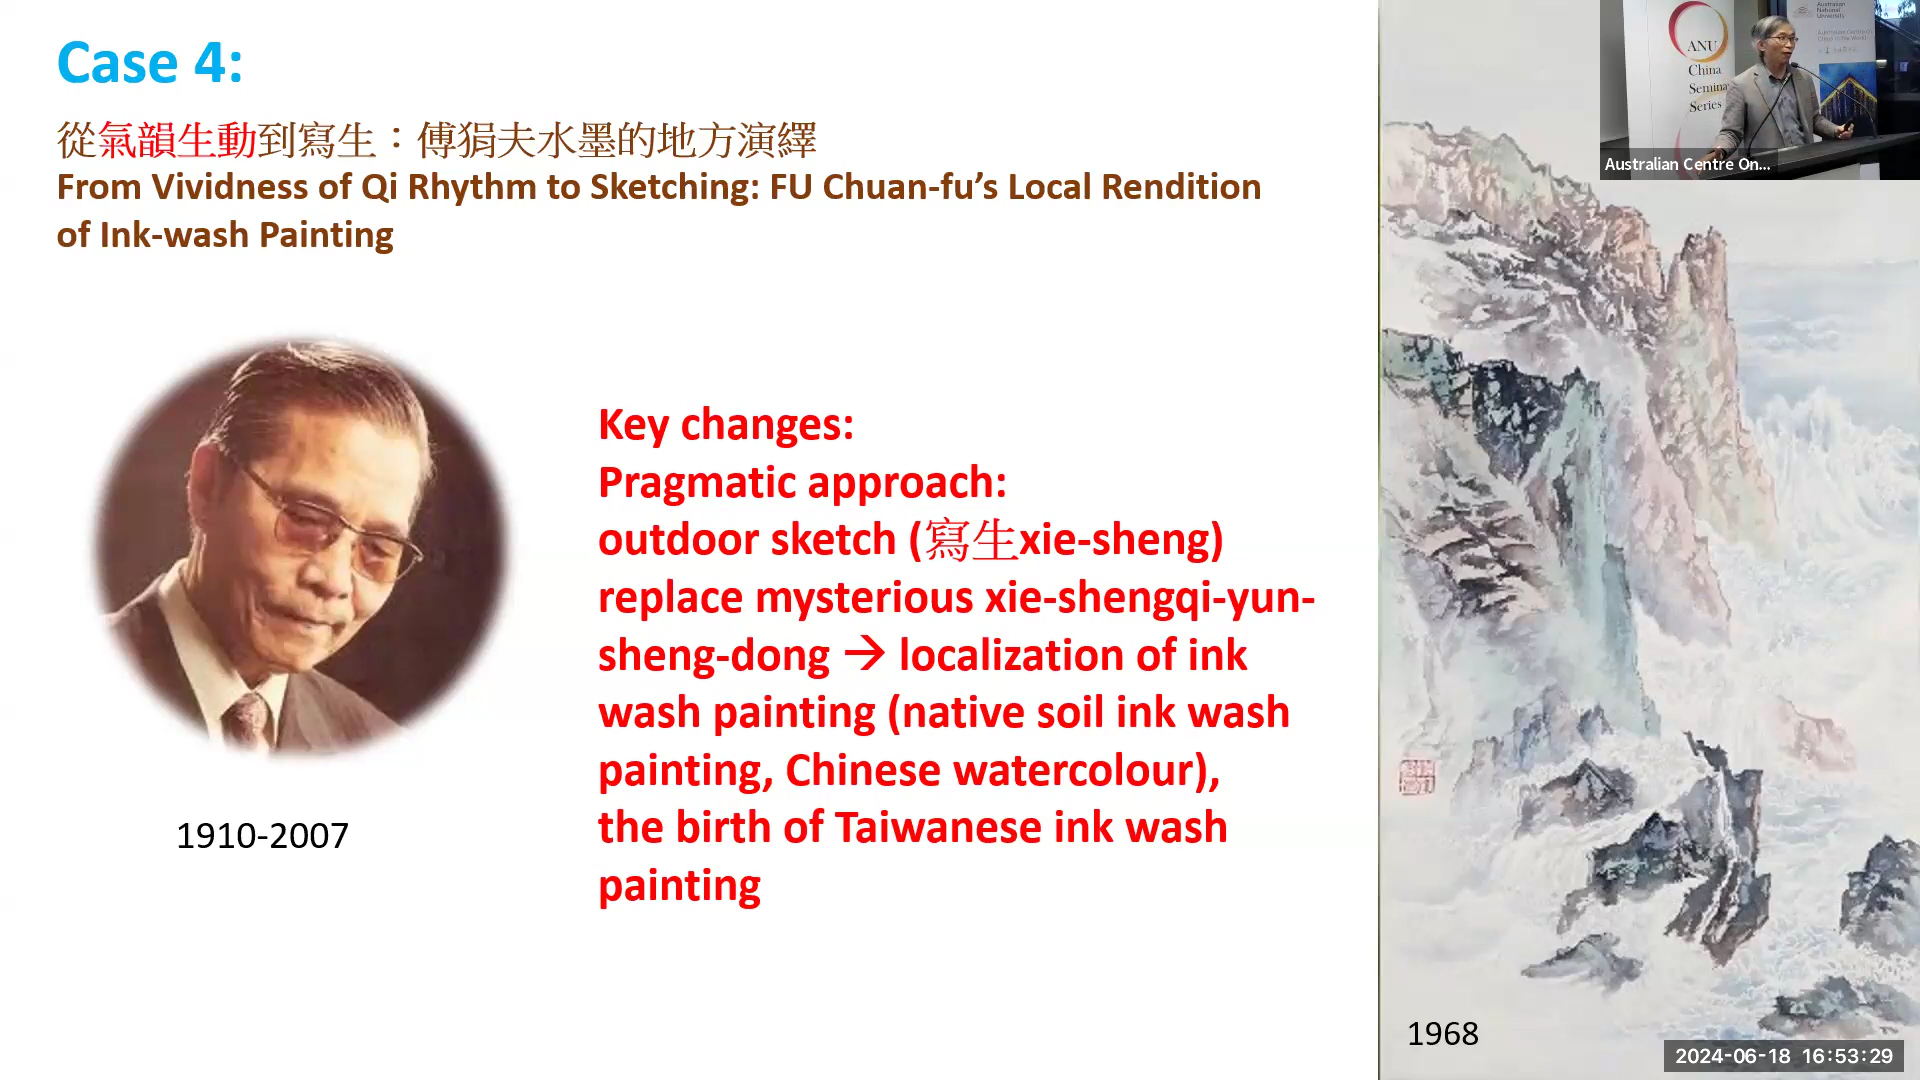 Case 4:
從氣韻生動到寫生：傅狷夫水墨的地方演繹
From Vividness of Qi Rhythm to Sketching: FU Chuan-fu’s Local Rendition
of Ink-wash Painting
Key changes:
Pragmatic approach:
outdoor sketch (寫生xie-sheng)
replace mysterious xie-shengqi-yun-
sheng-dong → localization of ink
wash painting (native soil ink wash
painting, Chinese watercolour),
the birth of Taiwanese ink wash
painting
1910-2007
1968
ANU
China
Semina
Series
Australian
National
University
Australian Centre On...
2024-06-18 16:53:29